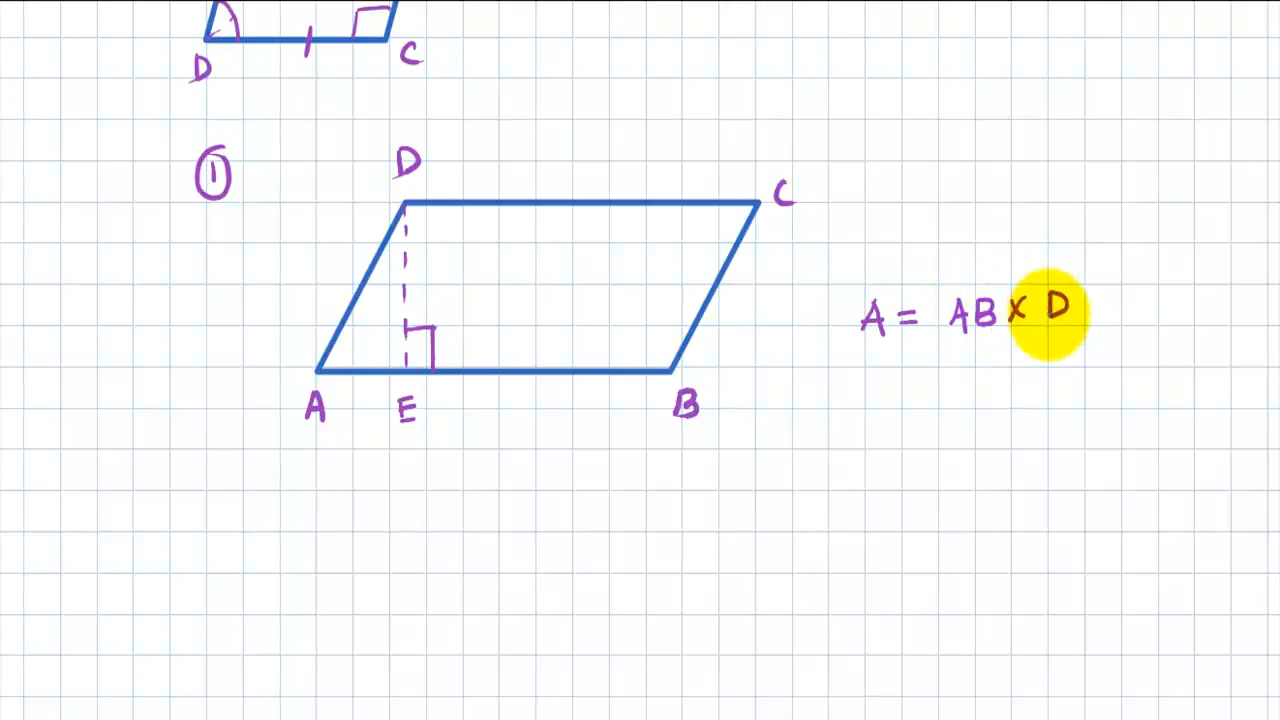 D C
①
D C
A = AB × D
A E B